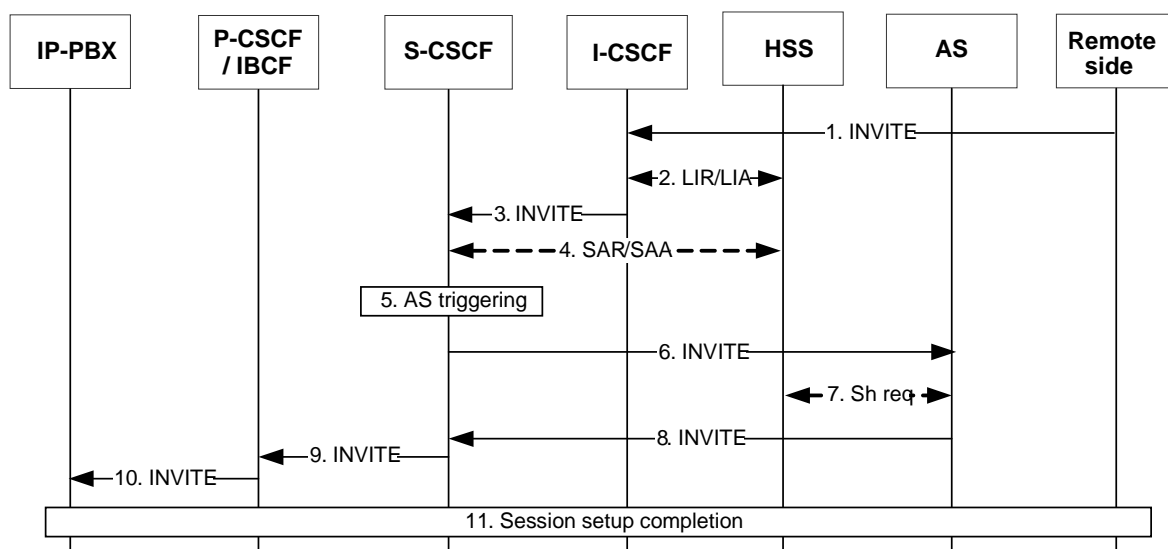 IP-PBX
P-CSCF
/ IBCF
S-CSCF
I-CSCF
HSS
AS
Remote
side
1. INVITE
2. LIR/LIA
3. INVITE
4. SAR/SAA
5. AS triggering
6. INVITE
7. Sh req
8. INVITE
9. INVITE
10. INVITE
11. Session setup completion